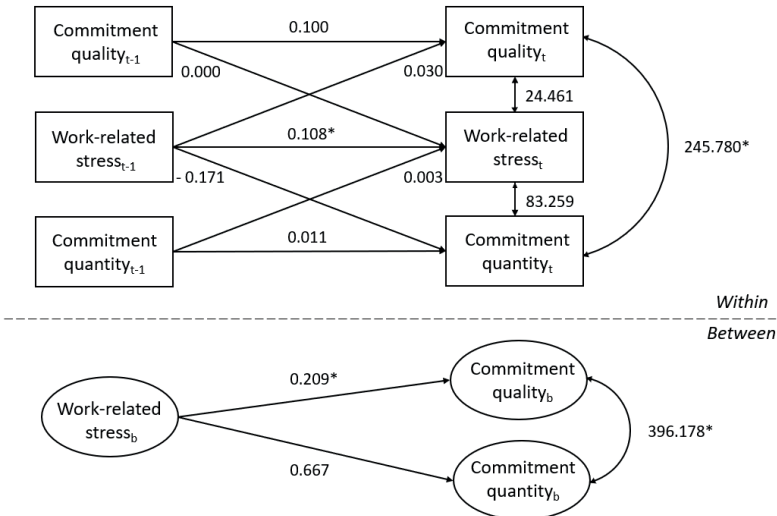 Commitment
quality_t-1
0.100
Commitment
quality_t
0.000
0.030
24.461
Work-related
stress_t-1
0.108*
Work-related
stress_t
245.780*
- 0.171
0.003
83.259
Commitment
quantity_t-1
0.011
Commitment
quantity_t
Within
Between
Work-related
stress_b
0.209*
Commitment
quality_b
396.178*
0.667
Commitment
quantity_b